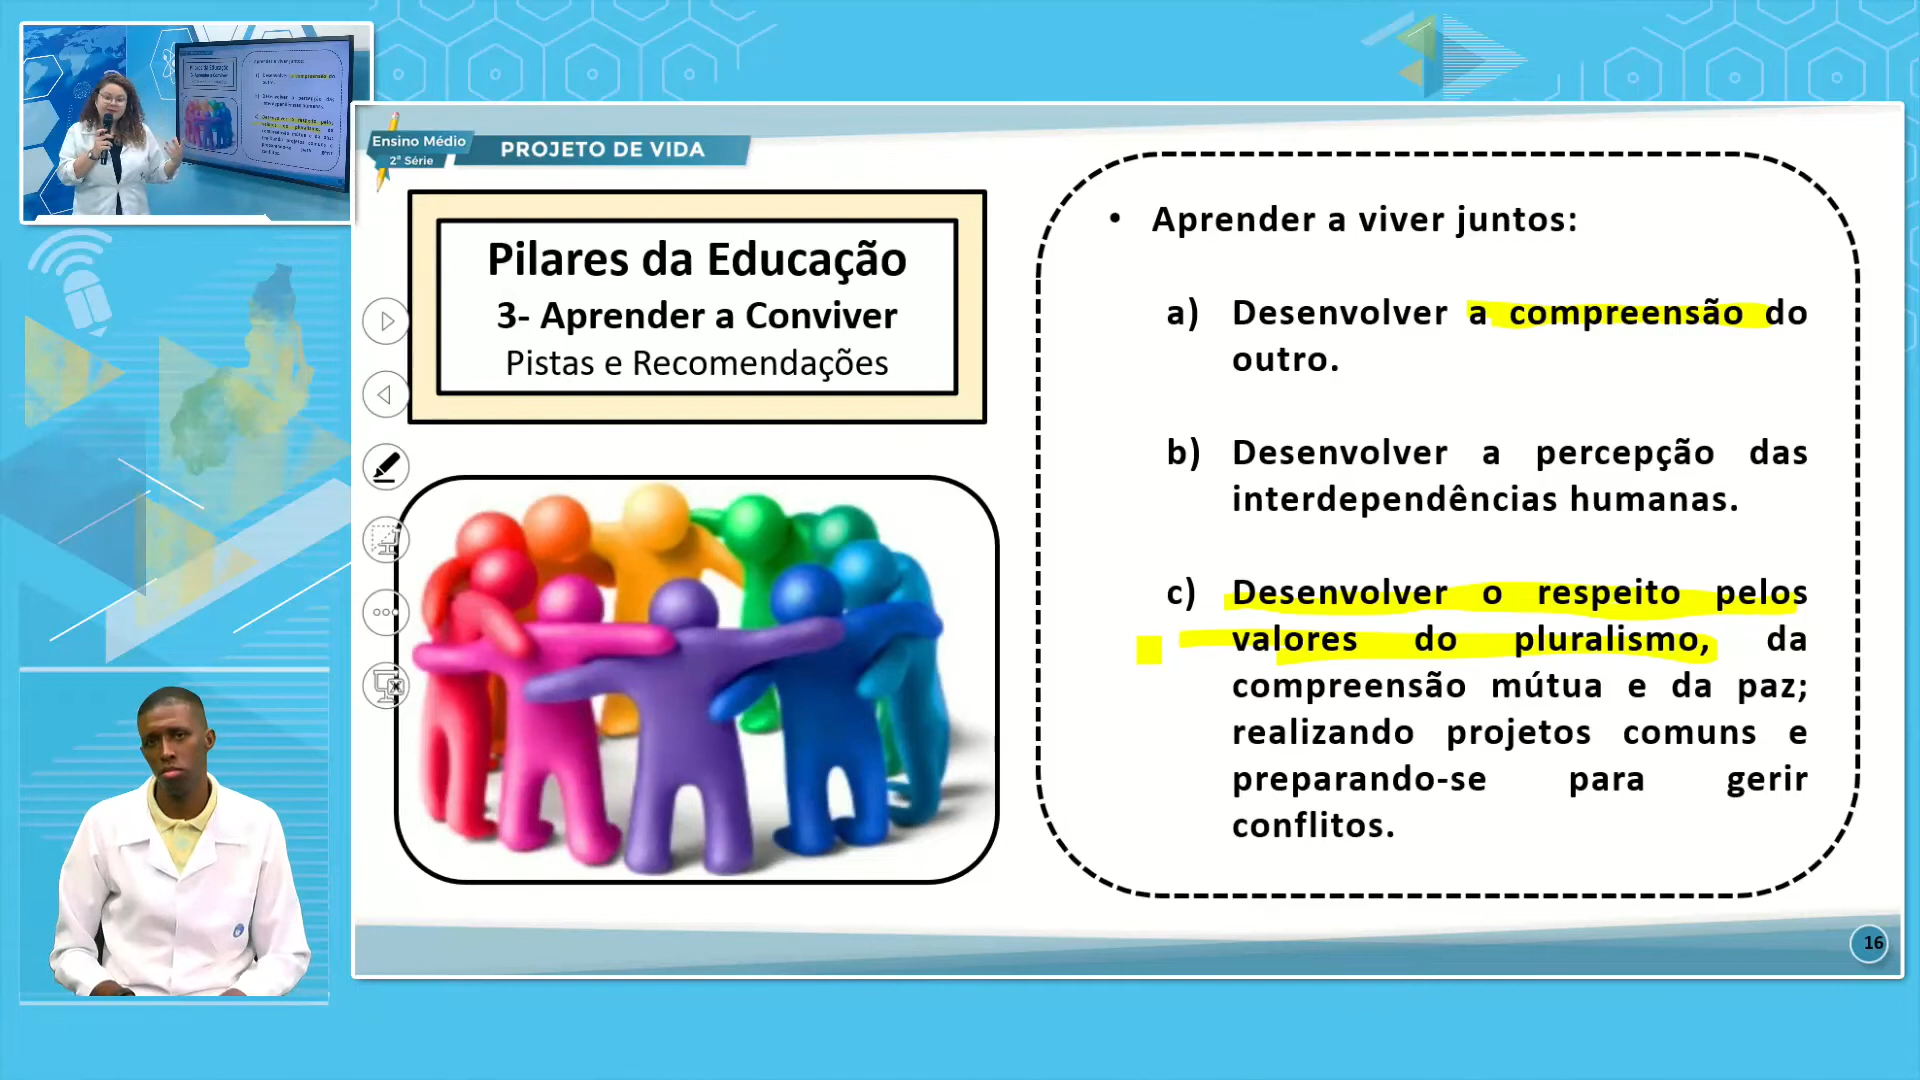 Ensino Médio
2ª Série
PROJETO DE VIDA
Pilares da Educação
3- Aprender a Conviver
Pistas e Recomendações
• Aprender a viver juntos:
a) Desenvolver a compreensão do
outro.
b) Desenvolver a percepção das
interdependências humanas.
c) Desenvolver o respeito pelos
valores do pluralismo, da
compreensão mútua e da paz;
realizando projetos comuns e
preparando-se para gerir
conflitos.
16